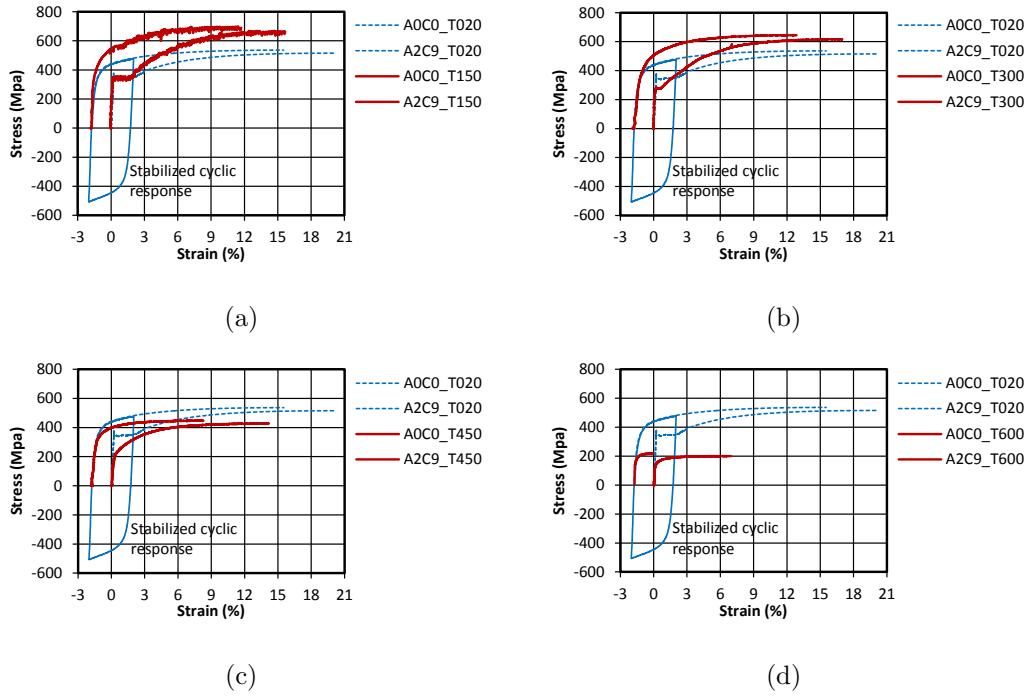 800
600
400
200
0
-200
-400
-600
Stress (Mpa)
-3 0 3 6 9 12 15 18 21
Strain (%)
Stabilized cyclic
response
A0C0_T020
A2C9_T020
A0C0_T150
A2C9_T150
(a)
800
600
400
200
0
-200
-400
-600
Stress (Mpa)
-3 0 3 6 9 12 15 18 21
Strain (%)
Stabilized cyclic
response
A0C0_T020
A2C9_T020
A0C0_T300
A2C9_T300
(b)
800
600
400
200
0
-200
-400
-600
Stress (Mpa)
-3 0 3 6 9 12 15 18 21
Strain (%)
Stabilized cyclic
response
A0C0_T020
A2C9_T020
A0C0_T450
A2C9_T450
(c)
800
600
400
200
0
-200
-400
-600
Stress (Mpa)
-3 0 3 6 9 12 15 18 21
Strain (%)
Stabilized cyclic
response
A0C0_T020
A2C9_T020
A0C0_T600
A2C9_T600
(d)